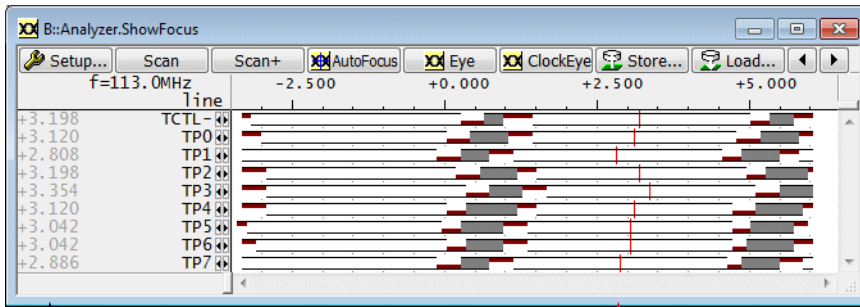 B::Analyzer.ShowFocus
Setup... Scan Scan+ AutoFocus Eye ClockEye Store... Load...
f=113.0MHz -2.500 +0.000 +2.500 +5.000
line
+3.198 TCTL-
+3.120 TP0
+2.808 TP1
+3.198 TP2
+3.354 TP3
+3.120 TP4
+3.042 TP5
+3.042 TP6
+2.886 TP7